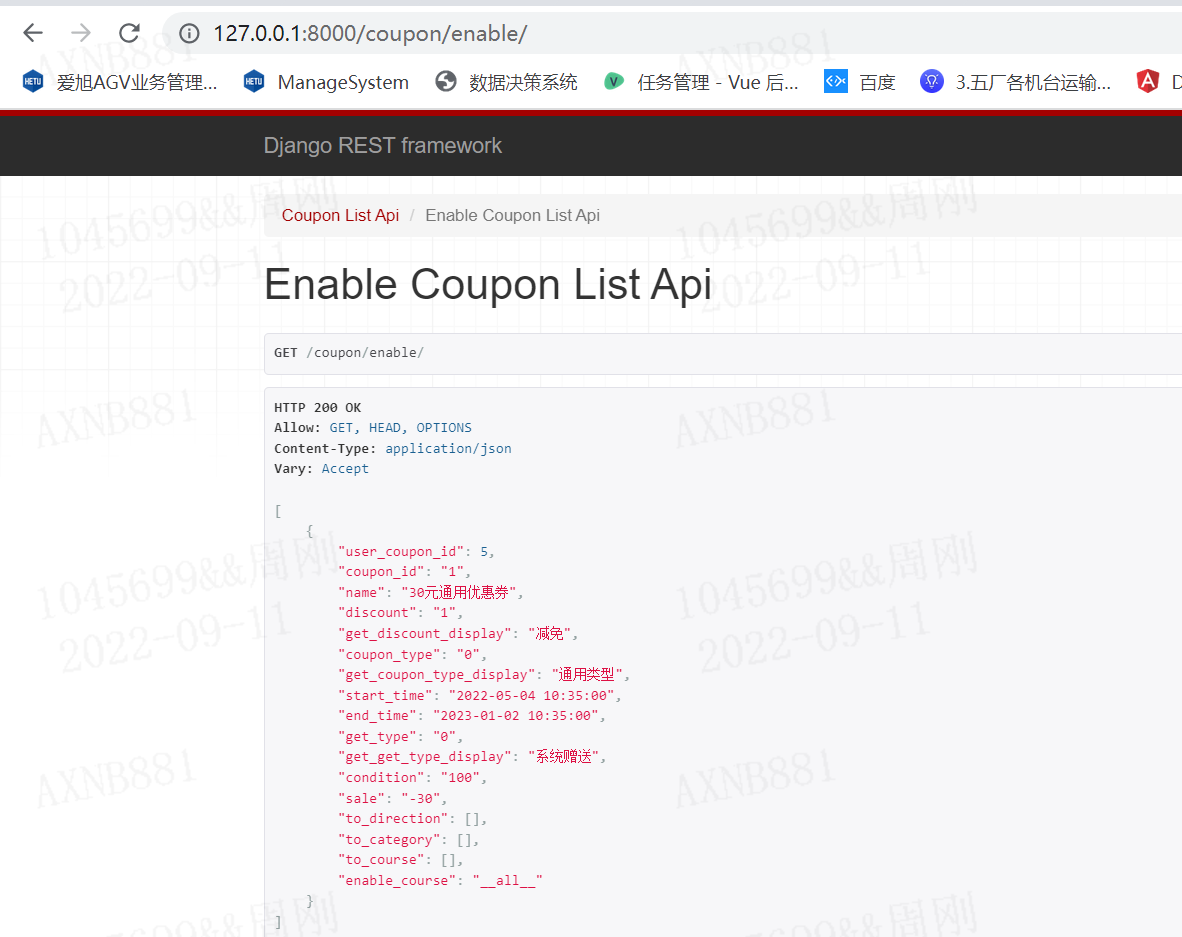 127.0.0.1:8000/coupon/enable/
HETU 爱旭AGV业务管理... HETU ManageSystem 数据决策系统 V 任务管理 - Vue 后... 百度 3.五厂各机台运输... A D
Django REST framework
Coupon List Api / Enable Coupon List Api
Enable Coupon List Api
GET /coupon/enable/
HTTP 200 OK
Allow: GET, HEAD, OPTIONS
Content-Type: application/json
Vary: Accept
[
{
"user_coupon_id": 5,
"coupon_id": "1",
"name": "30元通用优惠券",
"discount": "1",
"get_discount_display": "减免",
"coupon_type": "0",
"get_coupon_type_display": "通用类型",
"start_time": "2022-05-04 10:35:00",
"end_time": "2023-01-02 10:35:00",
"get_type": "0",
"get_get_type_display": "系统赠送",
"condition": "100",
"sale": "-30",
"to_direction": [],
"to_category": [],
"to_course": [],
"enable_course": "__all__"
}
]
AXNB881
AXNB881
1045699&&周刚
2022-09-11
1045699&&周刚
2022-09-11
AXNB881
AXNB881
1045699&&周刚
2022-09-11
1045699&&周刚
2022-09-11
AXNB881
AXNB881
1045699&&周刚
1045699&&周刚